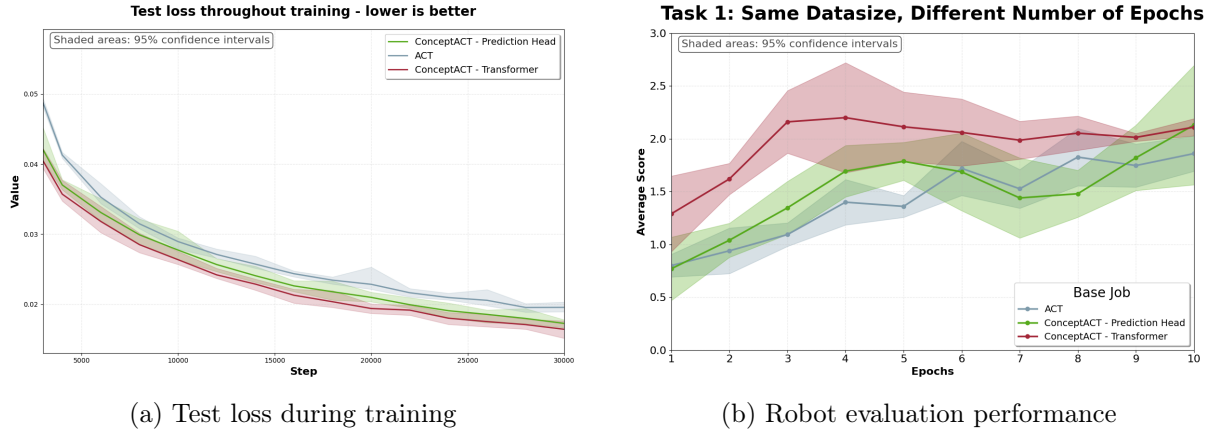 Test loss throughout training - lower is better
Shaded areas: 95% confidence intervals
ConceptACT - Prediction Head
ACT
ConceptACT - Transformer
0.05
0.04
0.03
0.02
Value
5000 10000 15000 20000 25000 30000
Step
(a) Test loss during training
Task 1: Same Datasize, Different Number of Epochs
Shaded areas: 95% confidence intervals
3.0
2.5
2.0
1.5
1.0
0.5
0.0
Average Score
Base Job
ACT
ConceptACT - Prediction Head
ConceptACT - Transformer
1 2 3 4 5 6 7 8 9 10
Epochs
(b) Robot evaluation performance